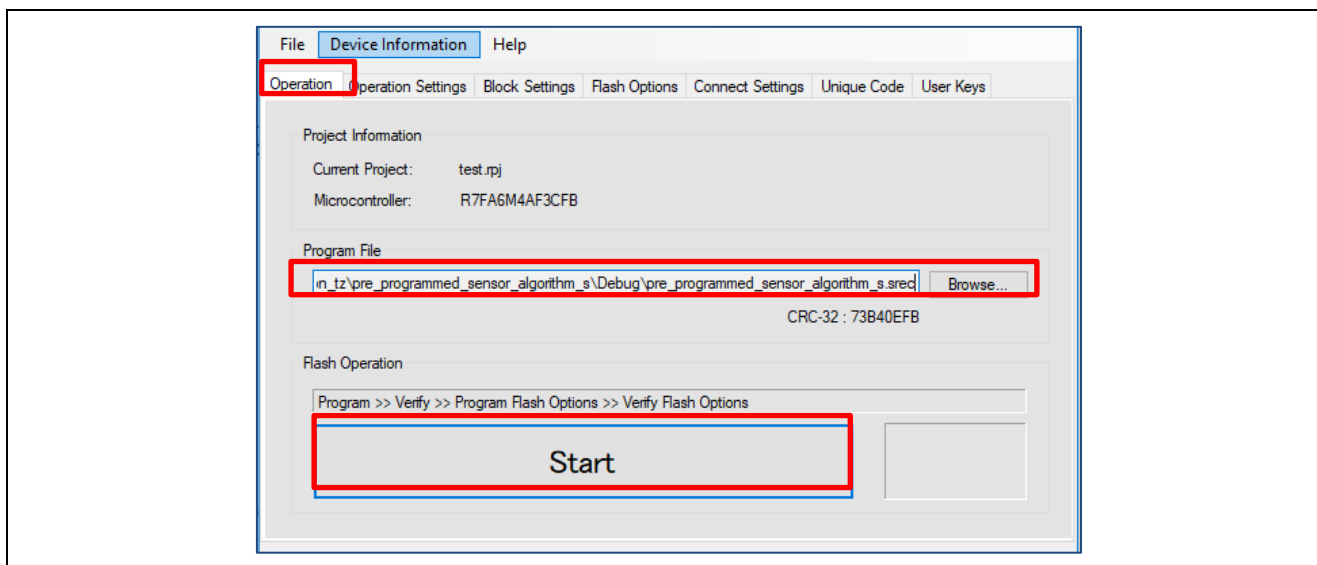 File Device Information Help
Operation Operation Settings Block Settings Flash Options Connect Settings Unique Code User Keys
Project Information
Current Project: test.rpj
Microcontroller: R7FA6M4AF3CFB
Program File
n_tz\pre_programmed_sensor_algorithm_s\Debug\pre_programmed_sensor_algorithm_s.srec Browse...
CRC-32 : 73B40EFB
Flash Operation
Program >> Verify >> Program Flash Options >> Verify Flash Options
Start